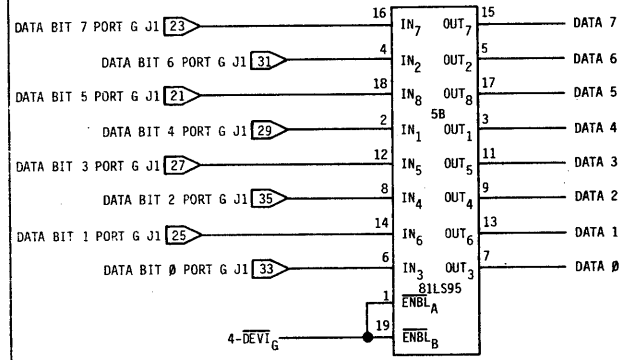 DATA BIT 7 PORT G J1 23 16 IN7 OUT7 15 DATA 7
DATA BIT 6 PORT G J1 31 4 IN2 OUT2 5 DATA 6
DATA BIT 5 PORT G J1 21 18 IN8 OUT8 17 DATA 5
5B
DATA BIT 4 PORT G J1 29 2 IN1 OUT1 3 DATA 4
DATA BIT 3 PORT G J1 27 12 IN5 OUT5 11 DATA 3
DATA BIT 2 PORT G J1 35 8 IN4 OUT4 9 DATA 2
DATA BIT 1 PORT G J1 25 14 IN6 OUT6 13 DATA 1
DATA BIT Ø PORT G J1 33 6 IN3 OUT3 7 DATA Ø
81LS95
1 ENBLA
4-DEVIG 19 ENBLB